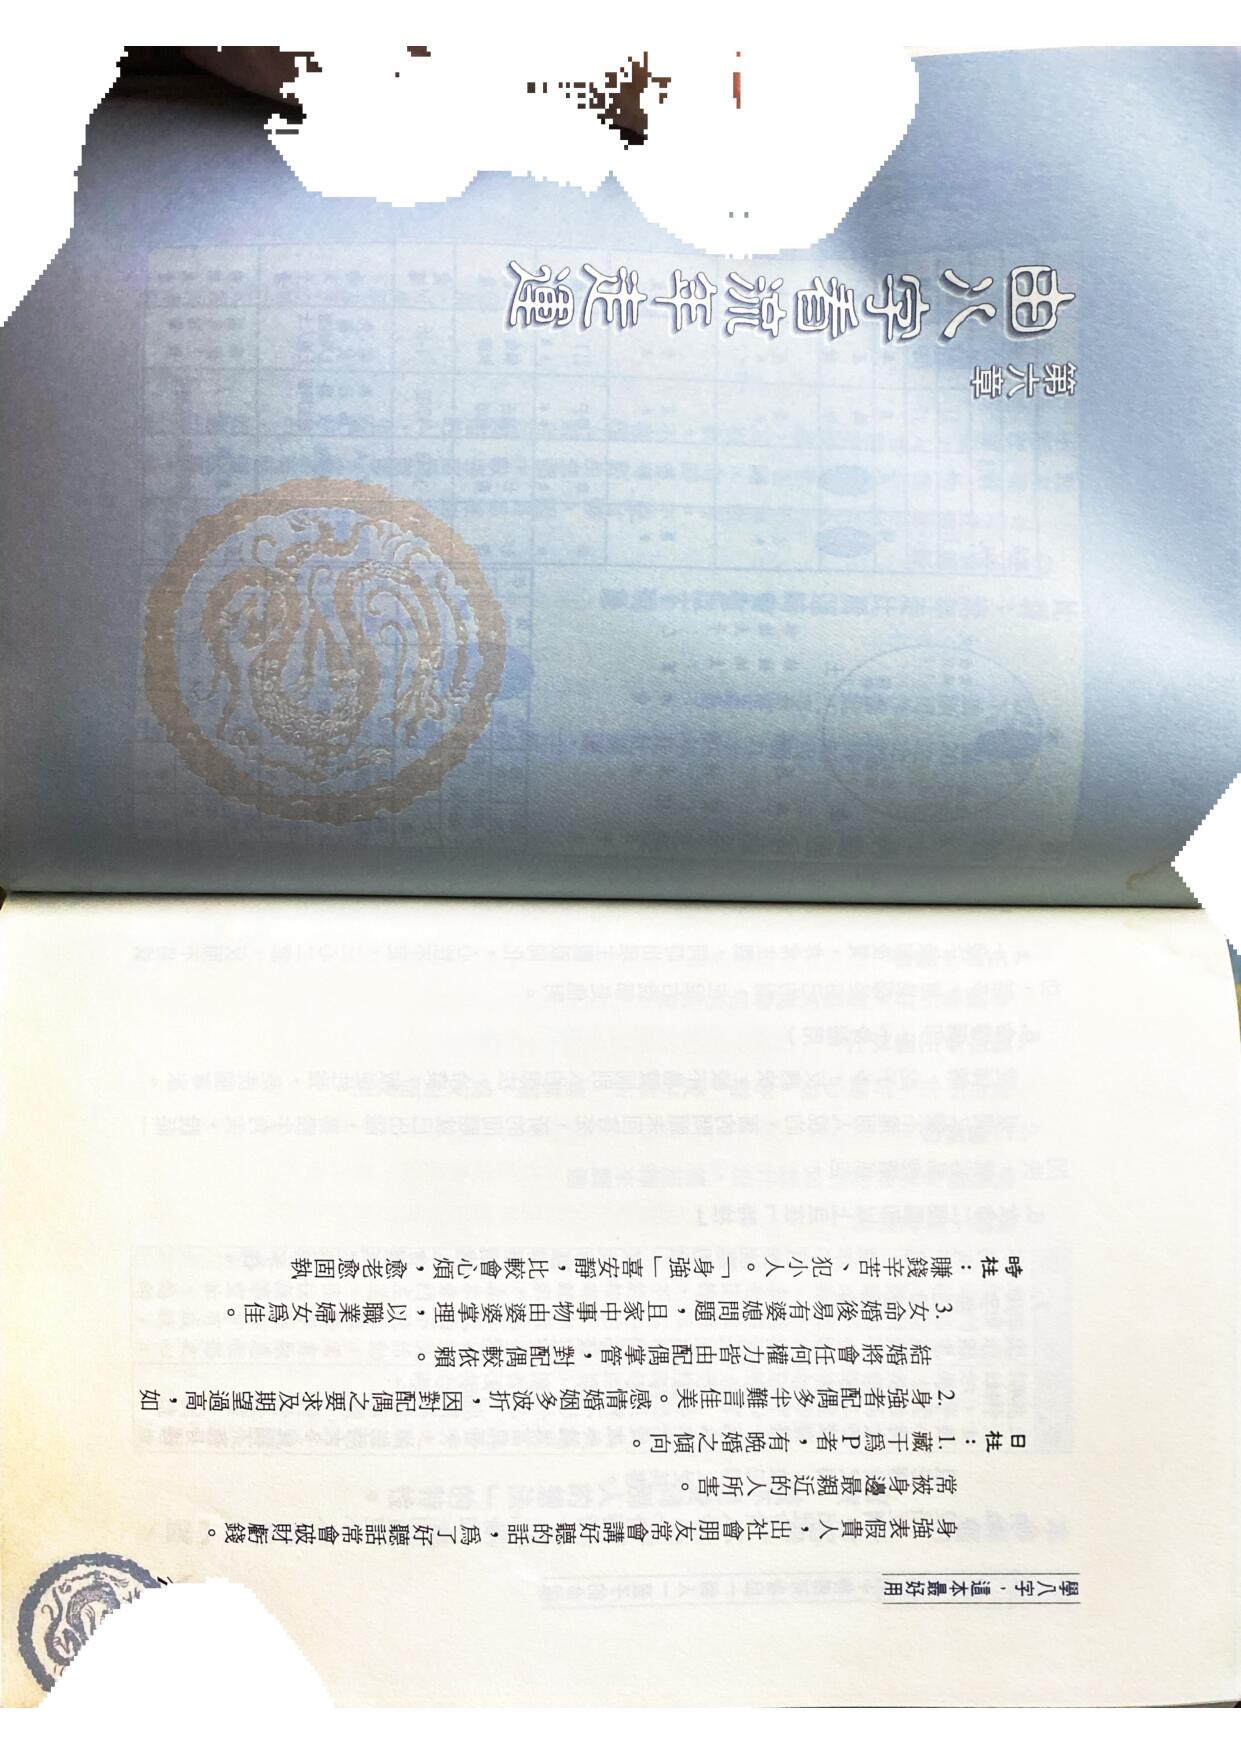 學八字，這本最好用
身強表假貴人，出社會朋友常會講好聽的話，為了好聽話常會破財虧錢。
常被身邊最親近的人所害。
日柱：1.藏干為P者，有晚婚之傾向。
2.身強者配偶多半難言佳美。感情婚姻多波折，因對配偶之要求及期望過高，如
結婚將會任何權力皆由配偶掌管，對配偶較依賴。
3.女命婚後易有婆媳問題，且家中事物由婆婆掌理，以職業婦女為佳。
時柱：賺錢辛苦、犯小人。「身強」喜安靜，比較會心煩，愈老愈固執
第六章
由八字看流年走運